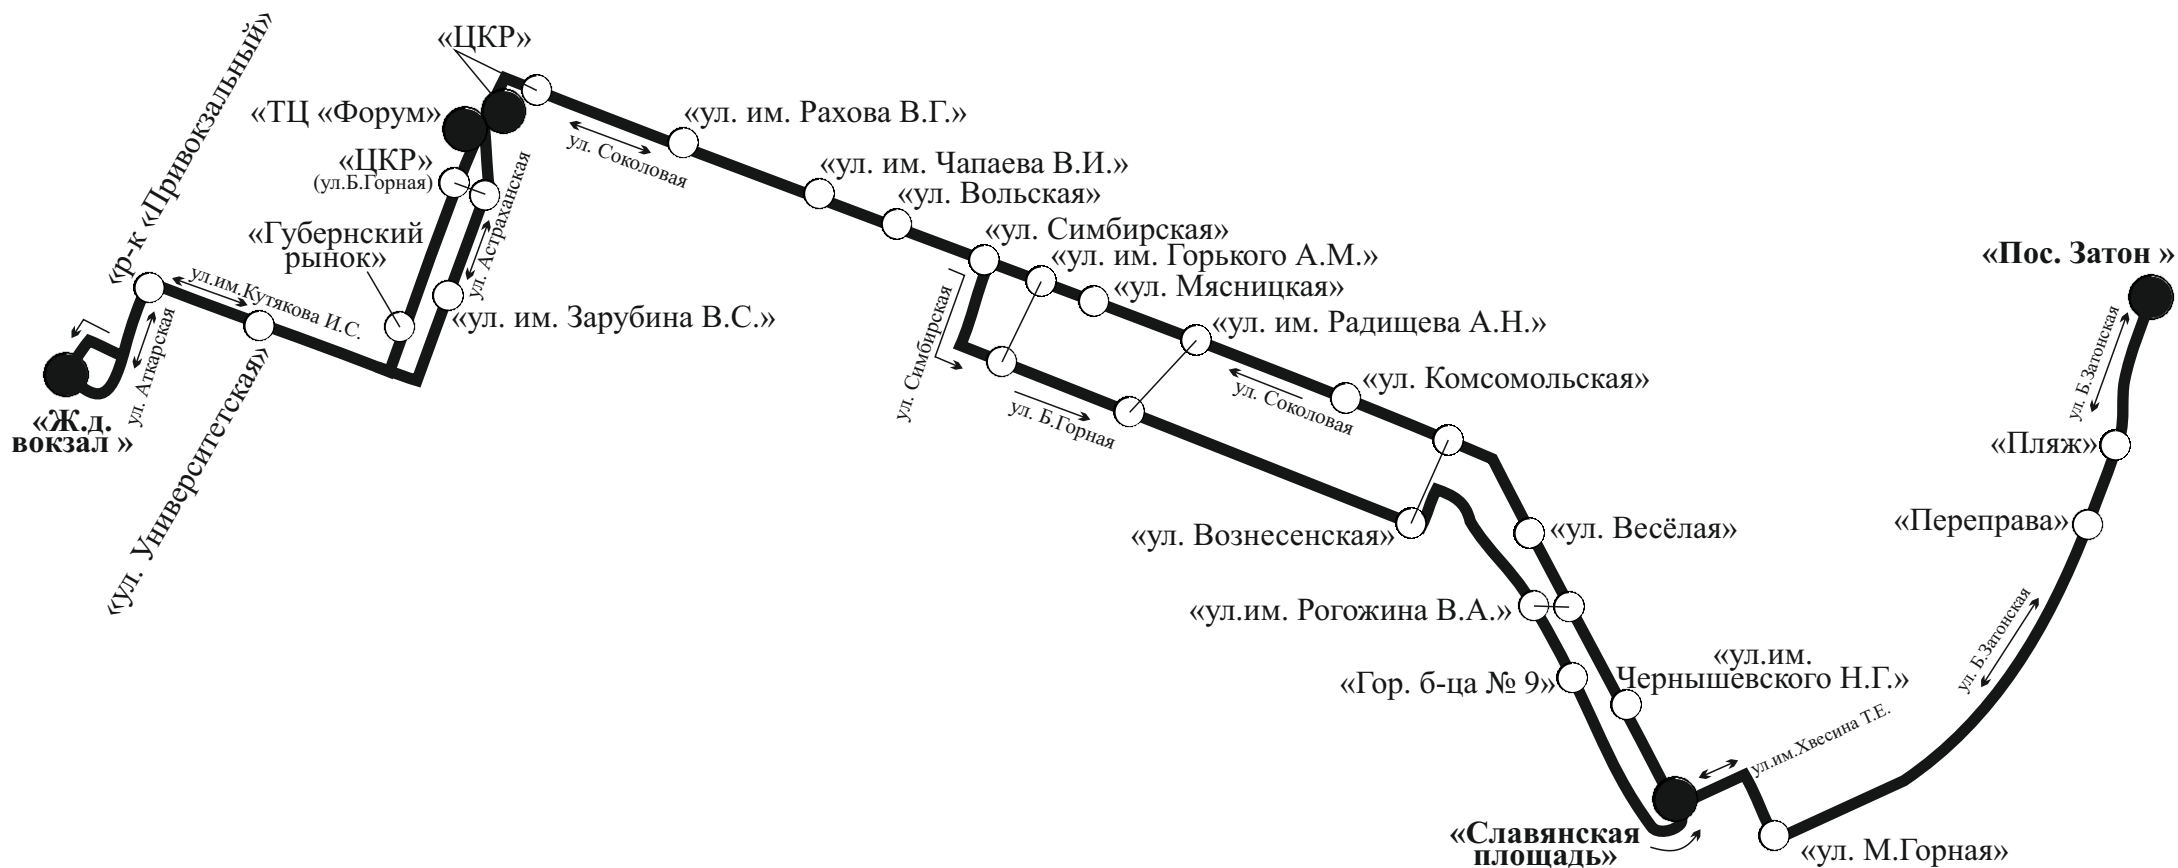 «р-к «Привокзальный»
«ЦКР»
«ТЦ «Форум»
«ЦКР»
(ул.Б.Горная)
«Губернский
рынок»
ул. Астраханская
«ул. им. Зарубина В.С.»
ул.им.Кутякова И.С.
ул. Аткарская
«Ж.д.
вокзал »
«ул. Университетская»
ул. Соколовая
«ул. им. Рахова В.Г.»
«ул. им. Чапаева В.И.»
«ул. Вольская»
«ул. Симбирская»
«ул. им. Горького А.М.»
«ул. Мясницкая»
«ул. им. Радищева А.Н.»
«ул. Комсомольская»
ул. Симбирская
ул. Б.Горная
ул. Соколовая
«ул. Вознесенская»
«ул. Весёлая»
«ул.им. Рогожина В.А.»
«Гор. б-ца № 9»
«ул.им.
Чернышевского Н.Г.»
«Славянская
площадь»
ул.им.Хвесина Т.Е.
«ул. М.Горная»
ул. Б.Затонская
«Переправа»
«Пляж»
ул. Б.Затонская
«Пос. Затон »